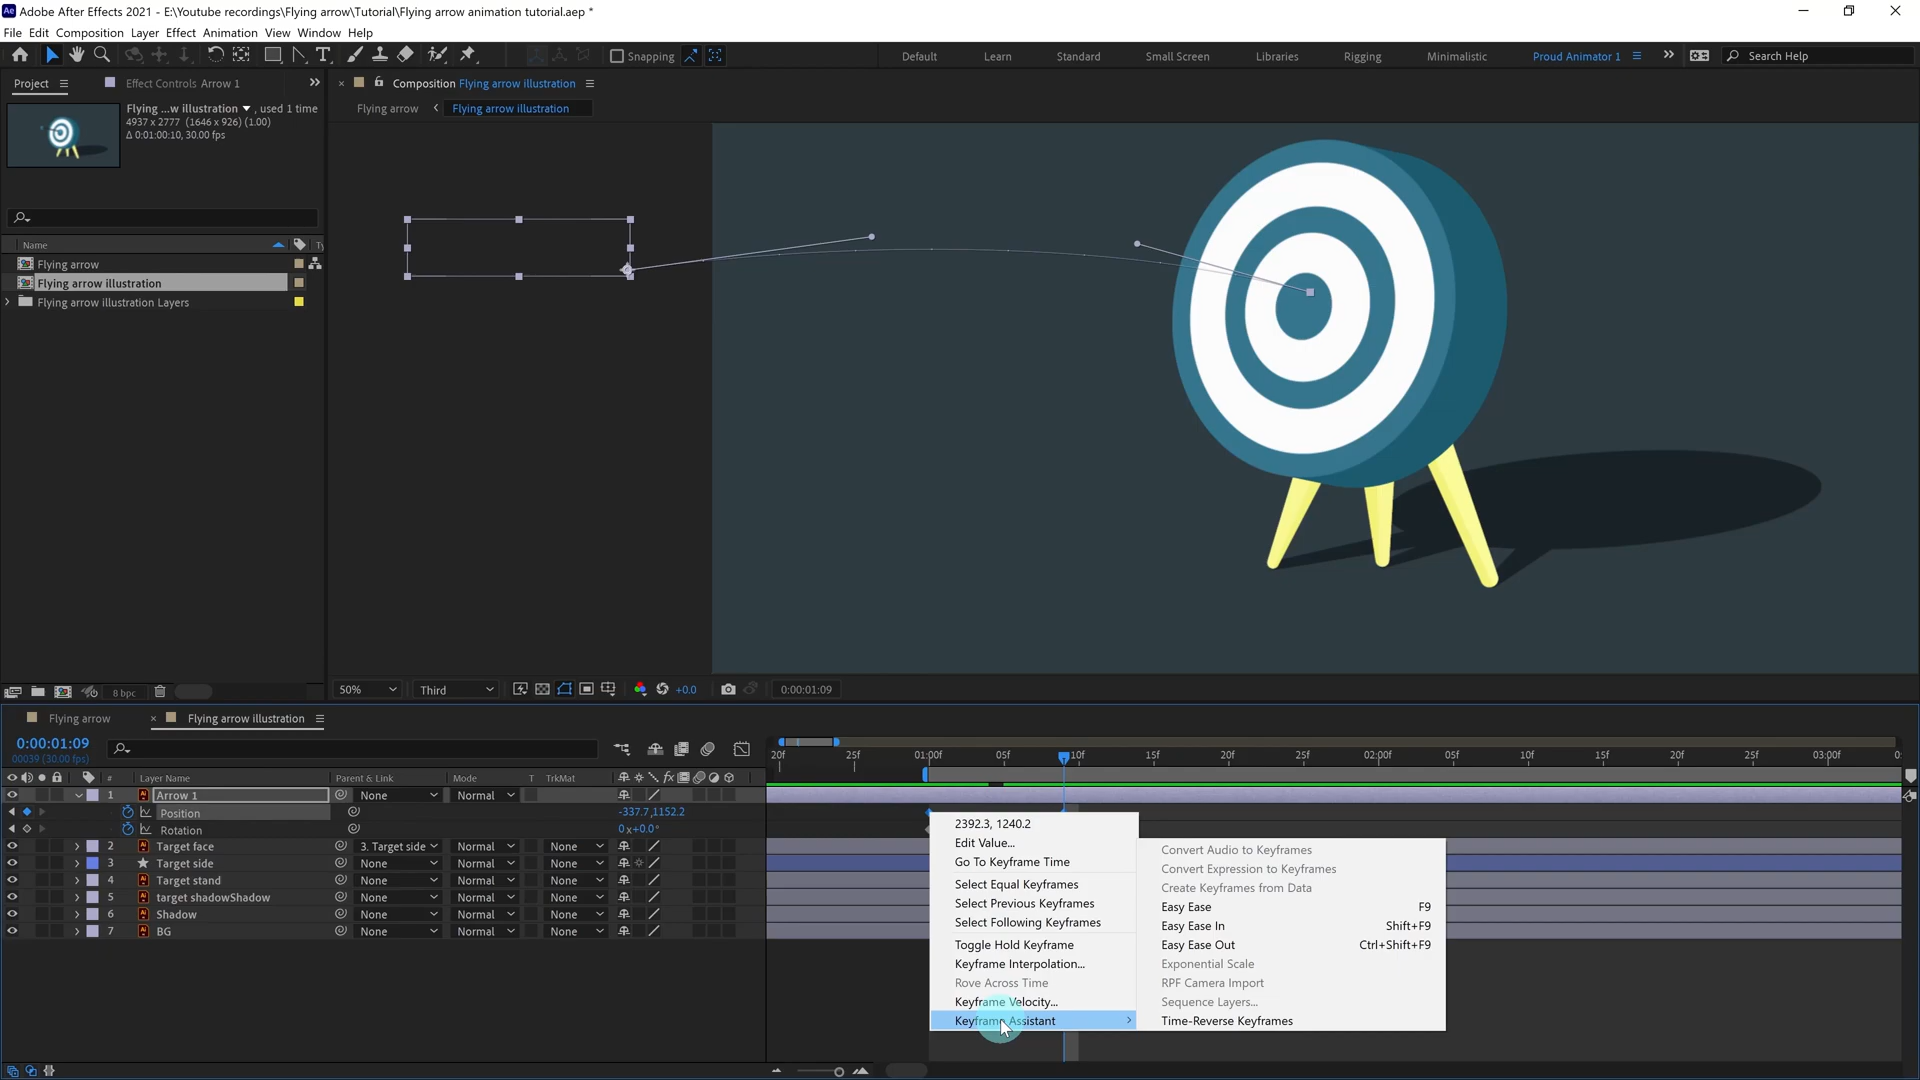 Adobe After Effects 2021 - E:\Youtube recordings\Flying arrow\Tutorial\Flying arrow animation tutorial.aep *
File Edit Composition Layer Effect Animation View Window Help
Snapping Default Learn Standard Small Screen Libraries Rigging Minimalistic Proud Animator 1 Search Help
Project Effect Controls Arrow 1 Composition Flying arrow illustration
Flying ...w illustration , used 1 time
4937 x 2777 (1646 x 926) (1.00)
Δ 0:01:00:10, 30.00 fps
Flying arrow Flying arrow illustration
Name Ty
Flying arrow
Flying arrow illustration
Flying arrow illustration Layers
8 bpc 50% Third +0.0 0:00:01:09
Flying arrow Flying arrow illustration
0:00:01:09
00039 (30.00 fps)
20f 25f 01:00f 05f 10f 15f 20f 25f 02:00f 05f 10f 15f 20f 25f 03:00f 0
# Layer Name Parent & Link Mode T TrkMat fx
1 Arrow 1 None Normal
Position -337.7,1152.2
Rotation 0x+0.0°
2 Target face 3. Target side Normal None
3 Target side None Normal None
4 Target stand None Normal None
5 target shadowShadow None Normal None
6 Shadow None Normal None
7 BG None Normal None
2392.3, 1240.2
Edit Value...
Go To Keyframe Time
Select Equal Keyframes
Select Previous Keyframes
Select Following Keyframes
Toggle Hold Keyframe
Keyframe Interpolation...
Rove Across Time
Keyframe Velocity...
Keyframe Assistant
Convert Audio to Keyframes
Convert Expression to Keyframes
Create Keyframes from Data
Easy Ease F9
Easy Ease In Shift+F9
Easy Ease Out Ctrl+Shift+F9
Exponential Scale
RPF Camera Import
Sequence Layers...
Time-Reverse Keyframes